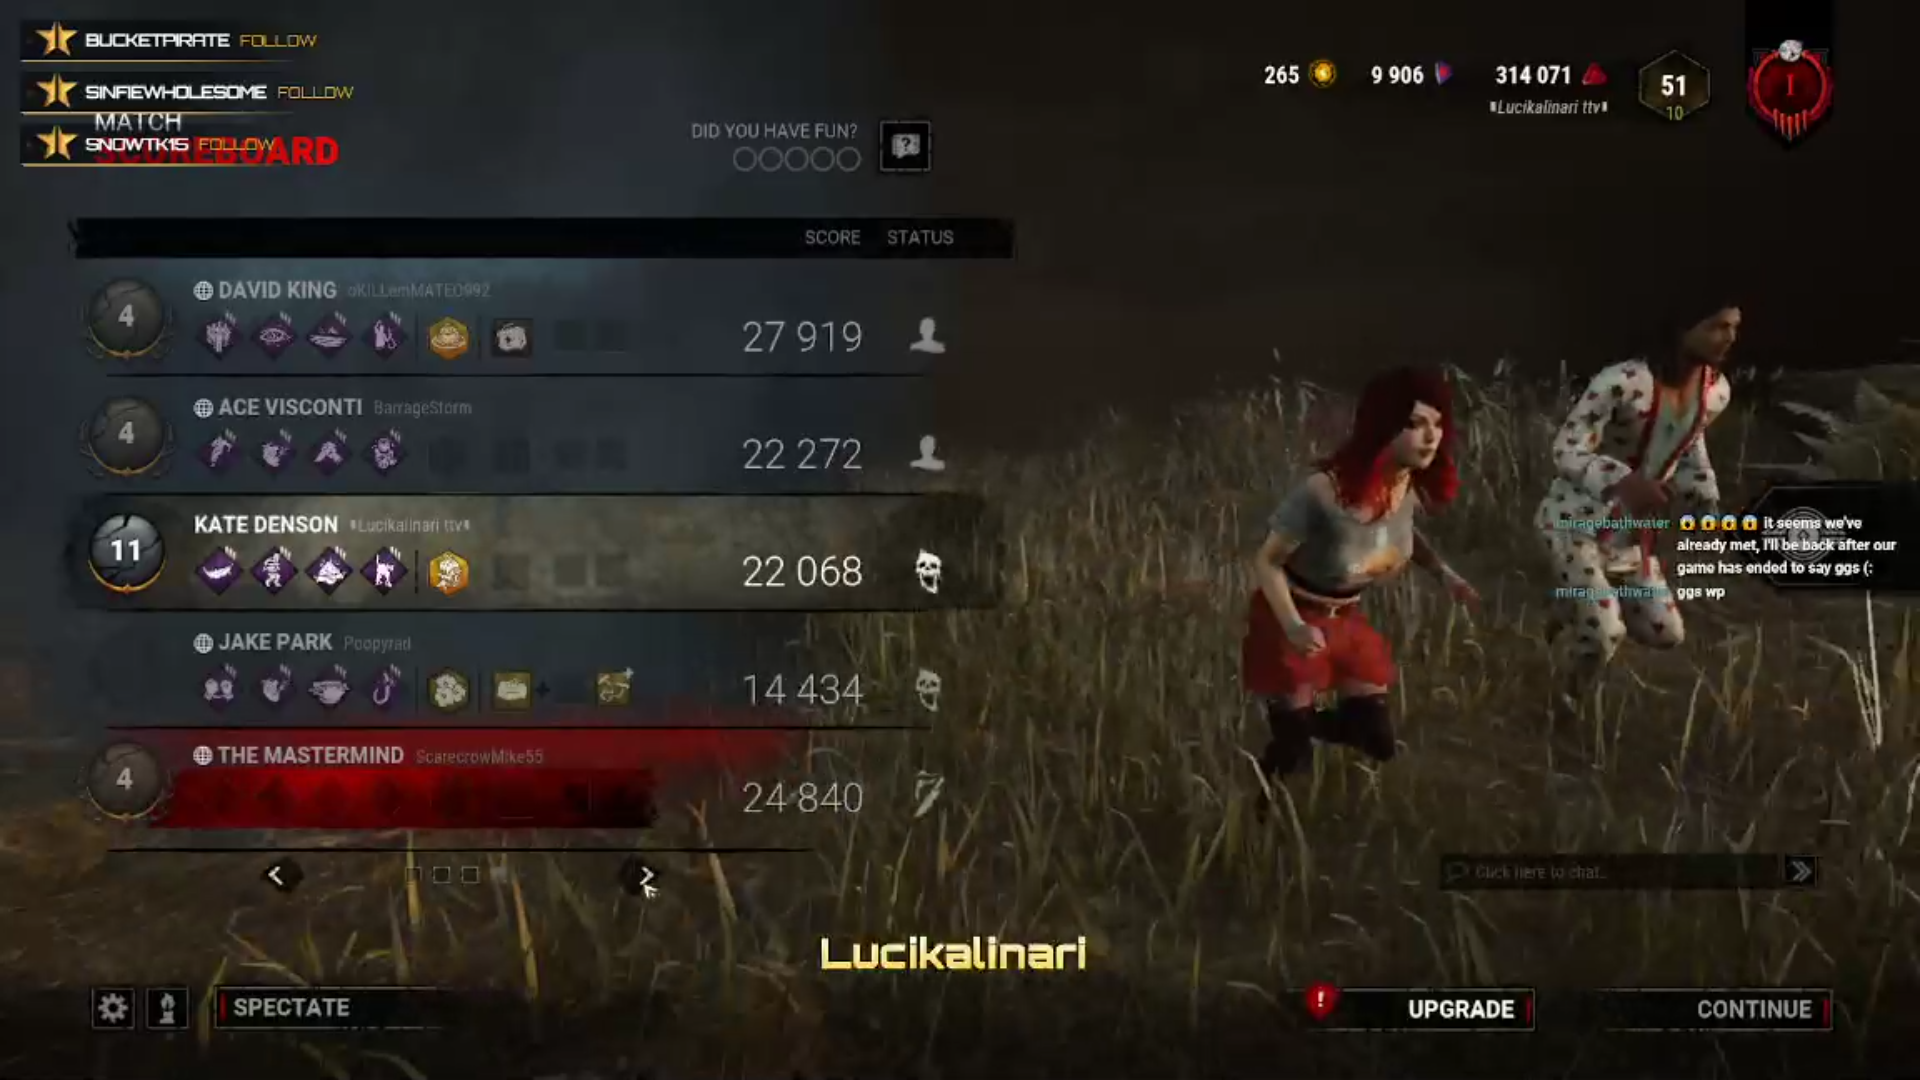 BUCKETPIRATE FOLLOW
SINFIEWHOLESOME FOLLOW
MATCH
SNOWTK15 FOLLOW
SCOREBOARD
DID YOU HAVE FUN?
265 9 906 314 071
▮Lucikalinari ttv▮
51
10
I
SCORE STATUS
4 DAVID KING oKILLemMATEO992
27 919
4 ACE VISCONTI BarrageStorm
22 272
11 KATE DENSON ▮Lucikalinari ttv▮
22 068
JAKE PARK Poopyrad
14 434
4 THE MASTERMIND ScarecrowMike55
24 840
miragebathwater it seems we've
already met, I'll be back after our
game has ended to say ggs (:
miragebathwater ggs wp
Click here to chat...
Lucikalinari
SPECTATE
! UPGRADE
CONTINUE